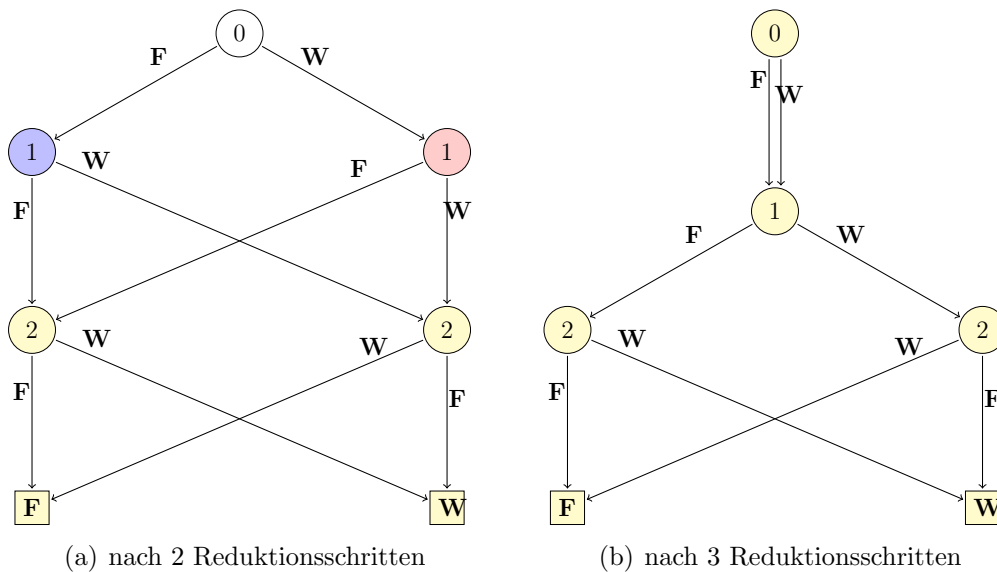 0 0
F W F W
1 1
W F
F W 1
F W
2 2 2 2
W W W W
F F F F
F W F W
(a) nach 2 Reduktionsschritten (b) nach 3 Reduktionsschritten